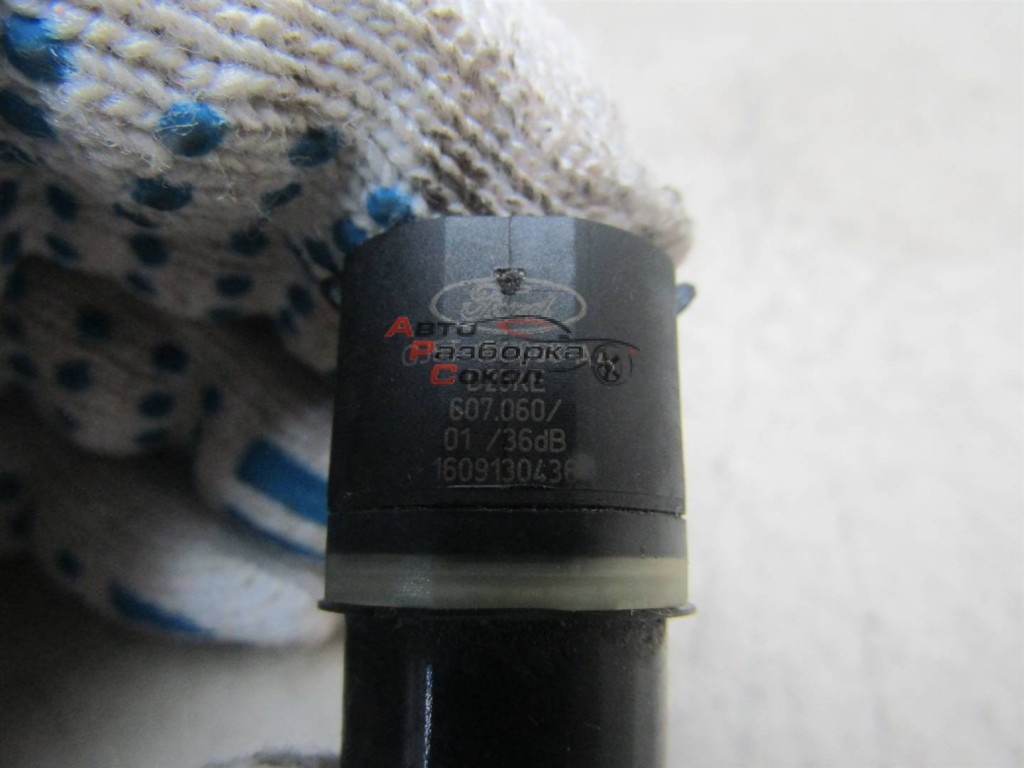 Ford
Авто
Разборка
Сокол
607.060/
01 /36dB
1609130436